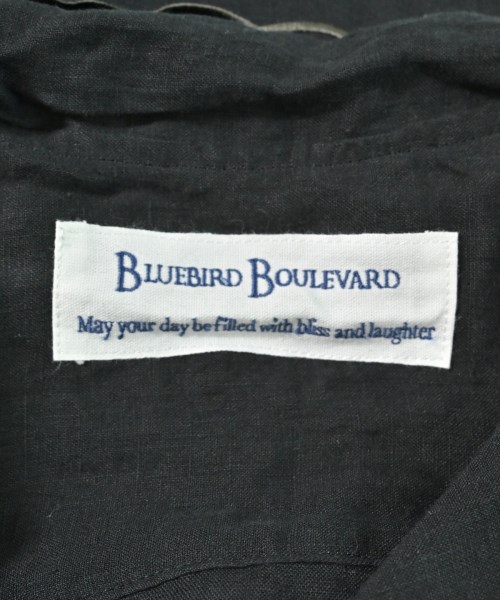 BLUEBIRD BOULEVARD
May your day be filled with bliss and laughter